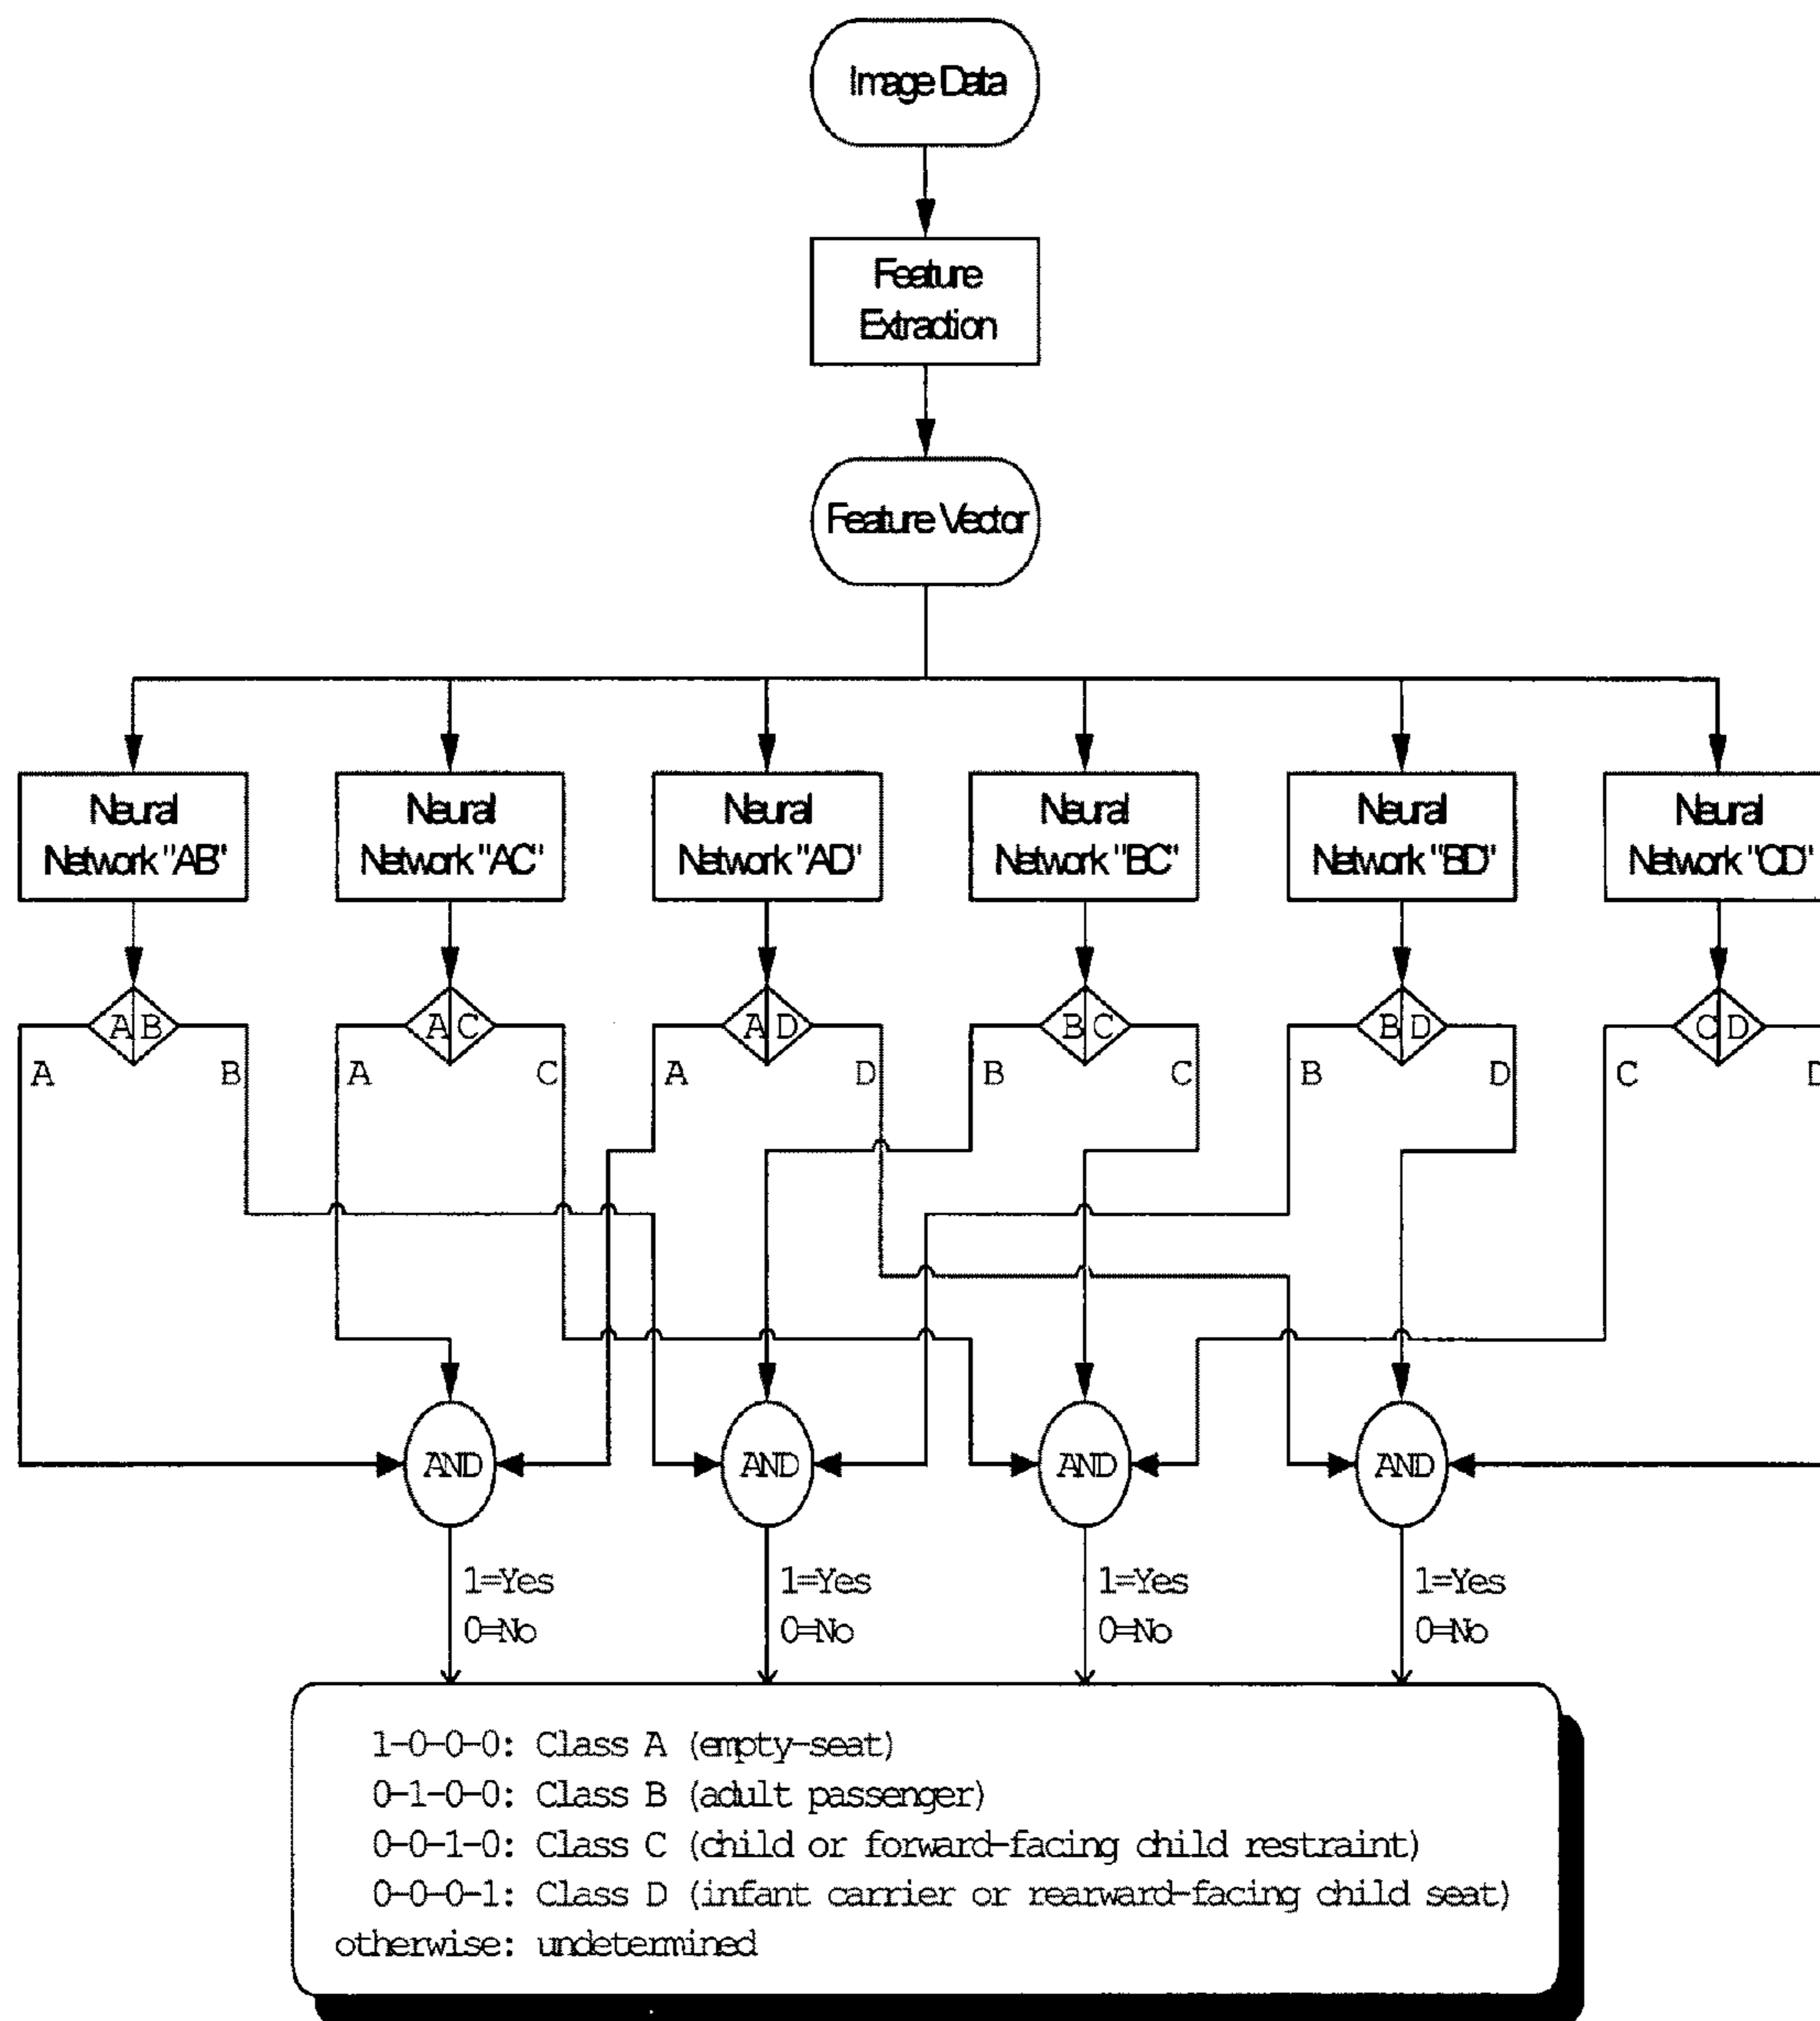 Image Data
Feature
Extraction
Feature Vector
Neural
Network "AB"
Neural
Network "AC"
Neural
Network "AD"
Neural
Network "BC"
Neural
Network "BD"
Neural
Network "CD"
A B
A C
A D
B C
B D
C D
A B A C A D B C B D C D
AND AND AND AND
1=Yes 1=Yes 1=Yes 1=Yes
0=No 0=No 0=No 0=No
1-0-0-0: Class A (empty-seat)
0-1-0-0: Class B (adult passenger)
0-0-1-0: Class C (child or forward-facing child restraint)
0-0-0-1: Class D (infant carrier or rearward-facing child seat)
otherwise: undetermined